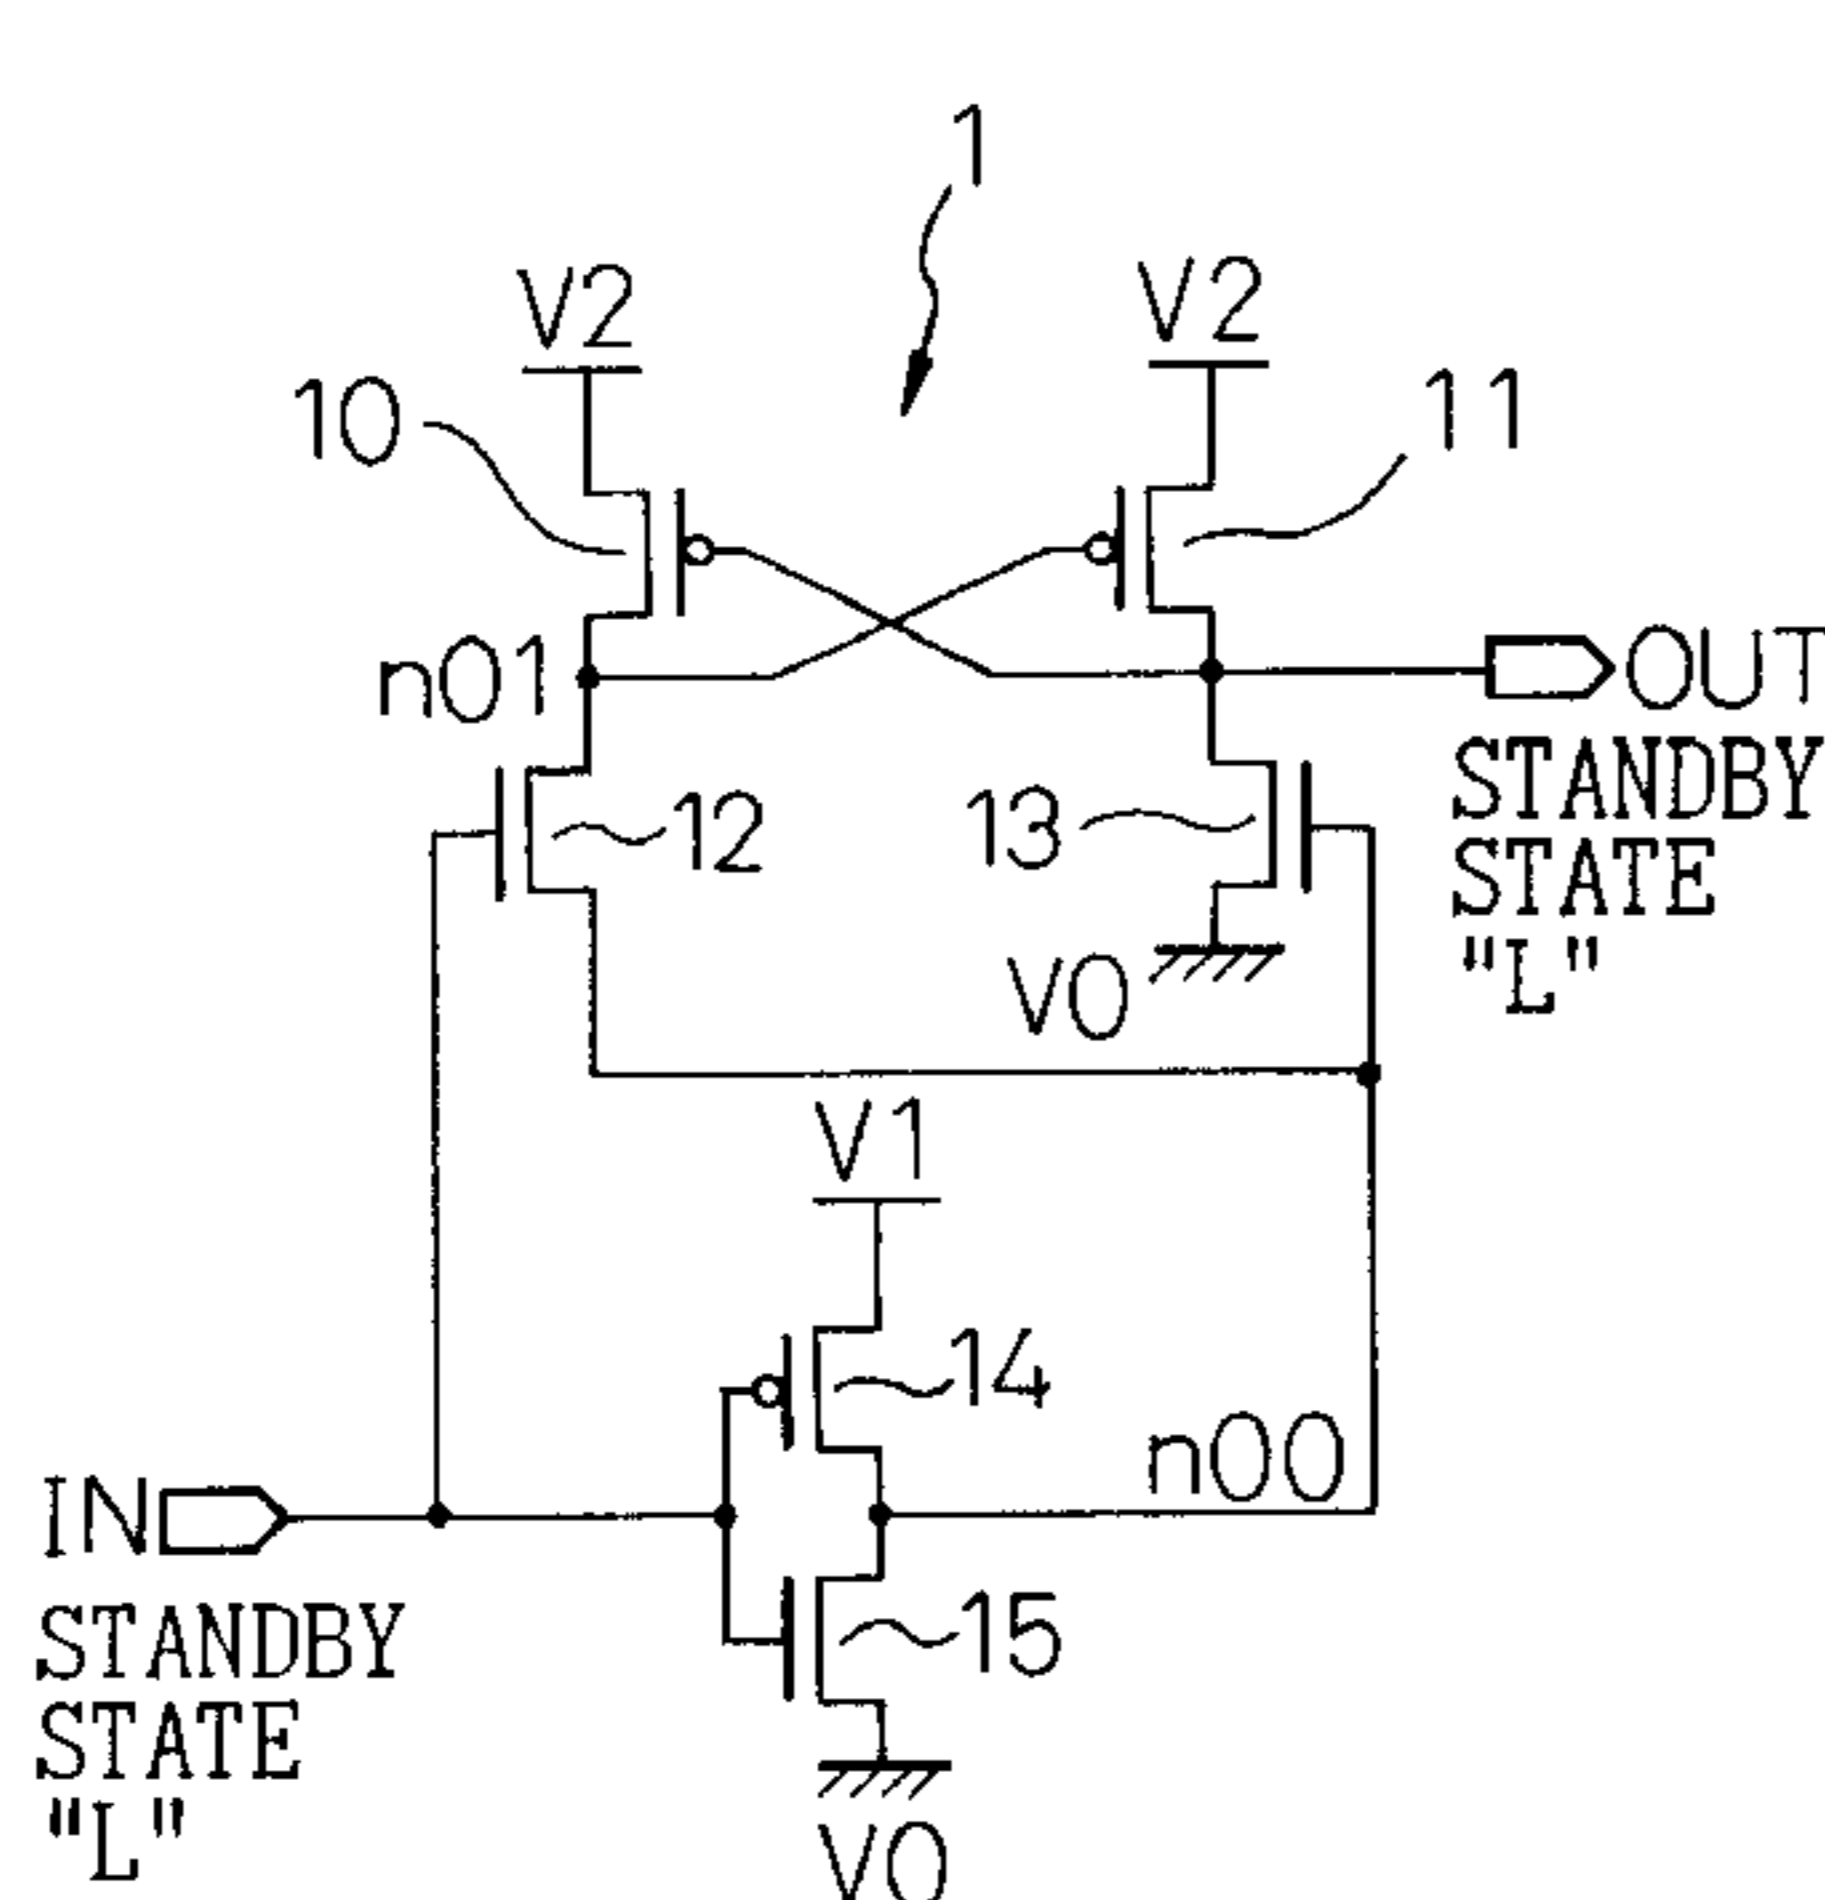 1
V2
V2
10
11
n01
OUT
STANDBY
STATE
"L"
12
13
V0
V1
14
n00
IN
STANDBY
STATE
"L"
15
V0